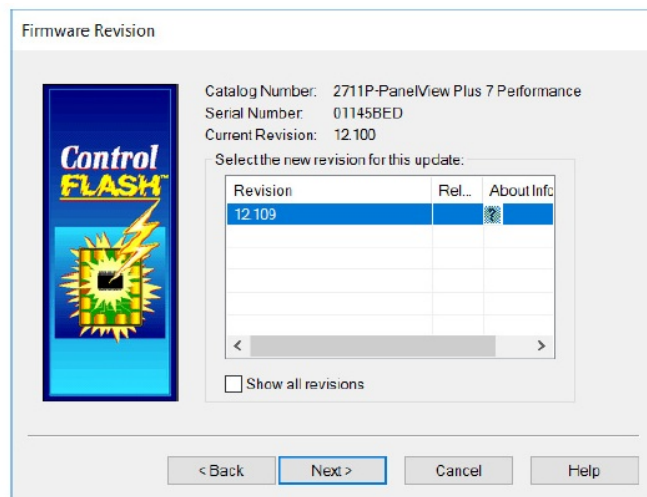 Firmware Revision
Control
FLASH™
Catalog Number: 2711P-PanelView Plus 7 Performance
Serial Number: 01145BED
Current Revision: 12.100
Select the new revision for this update:
Revision Rel... About Info
12.109 ?
< >
Show all revisions
< Back Next > Cancel Help